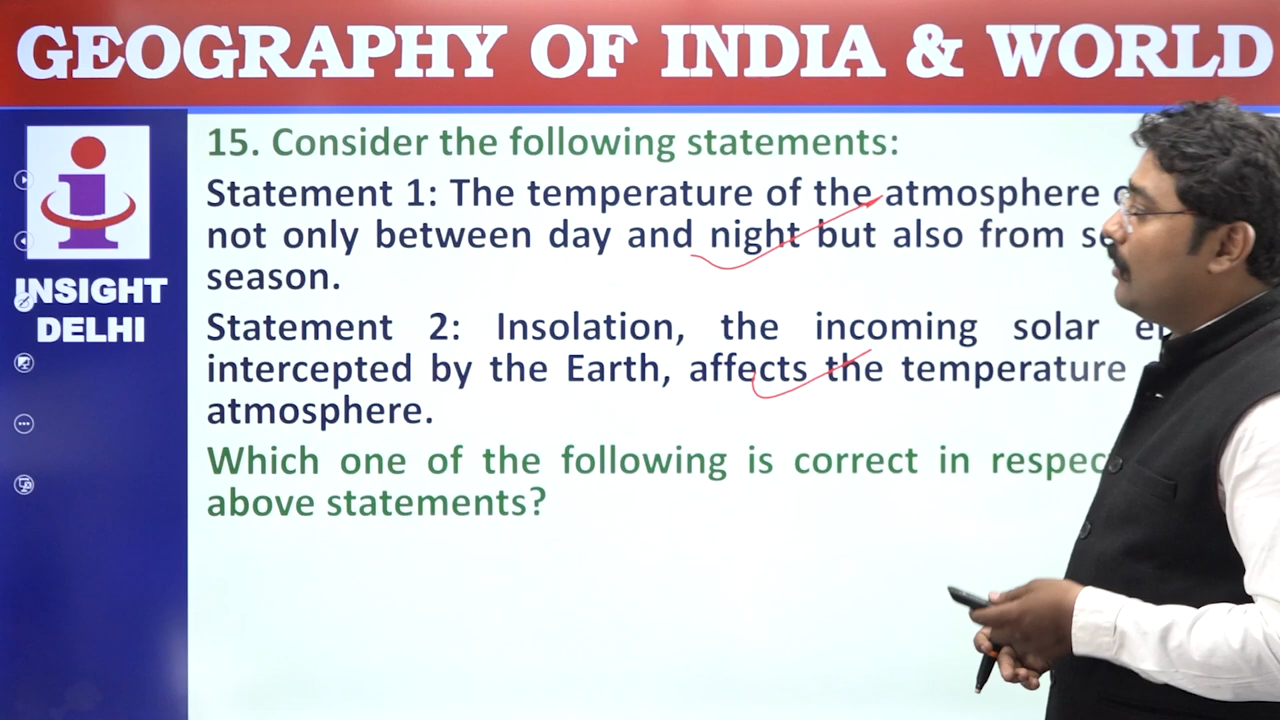 GEOGRAPHY OF INDIA & WORLD
INSIGHT
DELHI
15. Consider the following statements:
Statement 1: The temperature of the atmosphere
not only between day and night but also from
season.
Statement 2: Insolation, the incoming solar
intercepted by the Earth, affects the temperature
atmosphere.
Which one of the following is correct in
above statements?